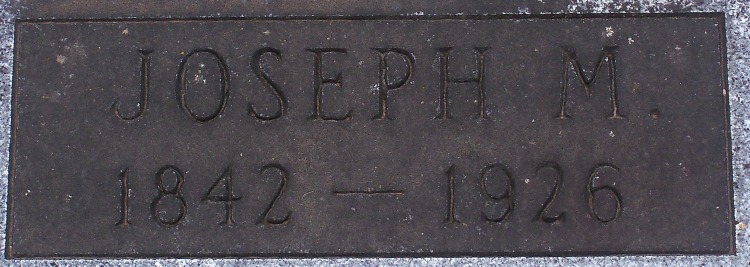 JOSEPH M.
1842 — 1926